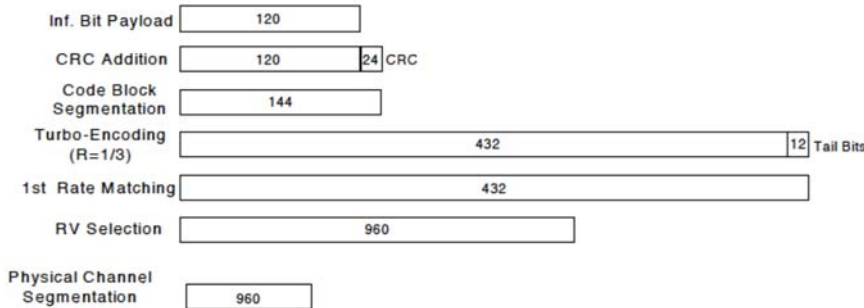 Inf. Bit Payload 120
CRC Addition 120 24 CRC
Code Block
Segmentation 144
Turbo-Encoding
(R=1/3) 432 12 Tail Bits
1st Rate Matching 432
RV Selection 960
Physical Channel
Segmentation 960